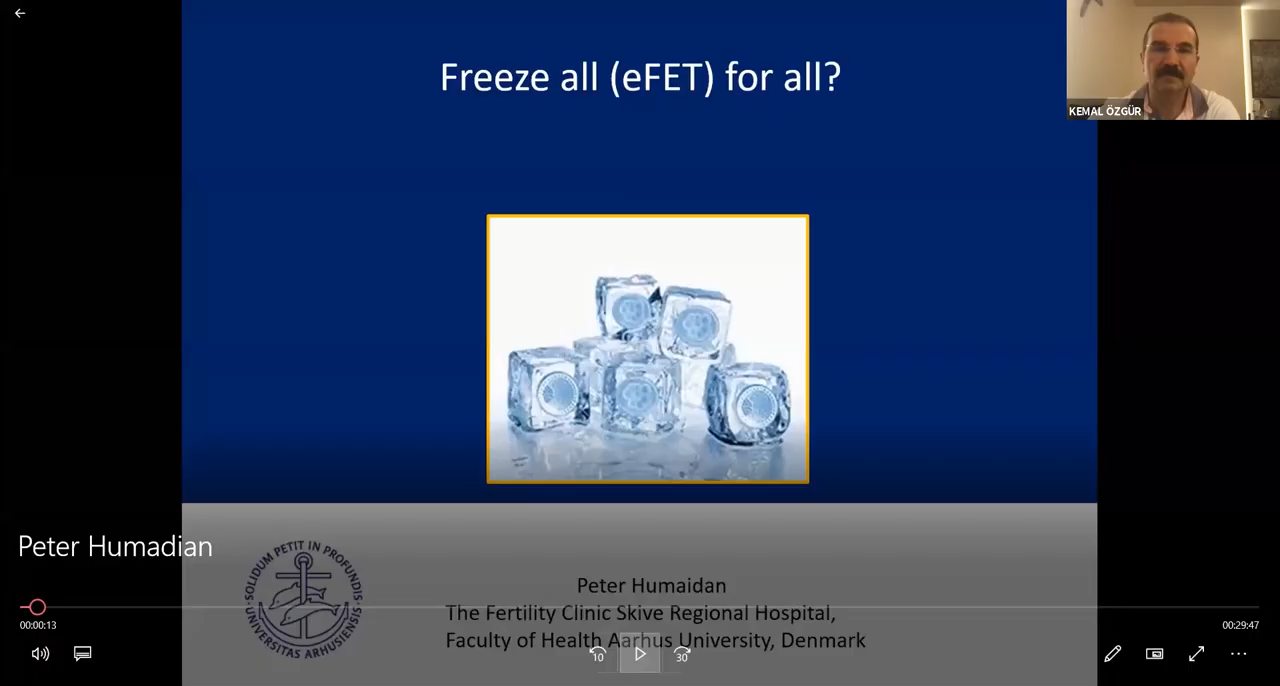 Freeze all (eFET) for all?
KEMAL ÖZGÜR
Peter Humadian
SOLIDUM PETIT IN PROFUNDIS
UNIVERSITAS ARHUSIENSIS
Peter Humaidan
The Fertility Clinic Skive Regional Hospital,
Faculty of Health Aarhus University, Denmark
00:00:13
00:29:47
10
30